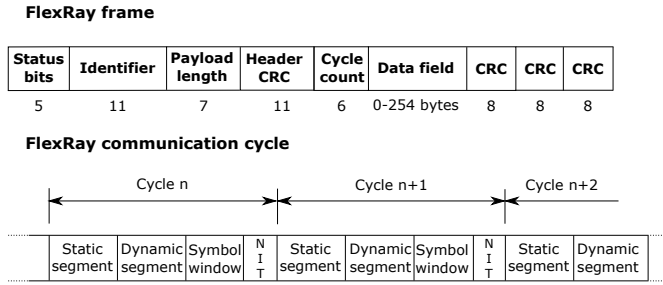 FlexRay frame
Status bits
Identifier
Payload length
Header CRC
Cycle count
Data field
CRC
CRC
CRC
5 11 7 11 6 0-254 bytes 8 8 8
FlexRay communication cycle
Cycle n
Cycle n+1
Cycle n+2
Static segment
Dynamic segment
Symbol window
NIT
Static segment
Dynamic segment
Symbol window
NIT
Static segment
Dynamic segment